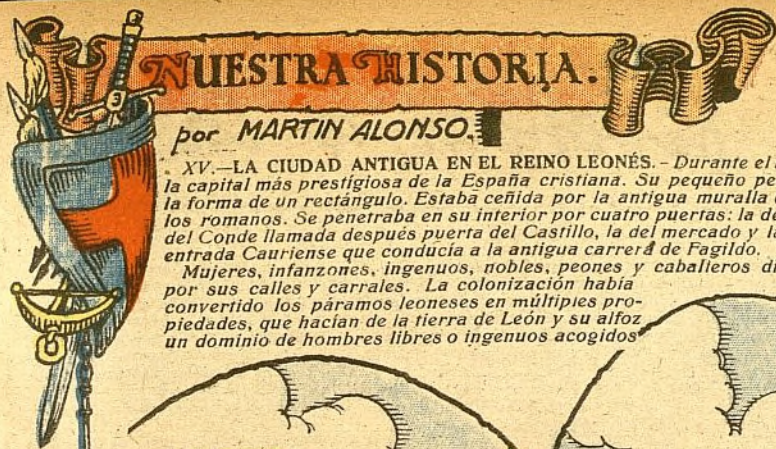 NUESTRA HISTORIA.
por MARTIN ALONSO.
XV.—LA CIUDAD ANTIGUA EN EL REINO LEONÉS. - Durante el
la capital más prestigiosa de la España cristiana. Su pequeño
la forma de un rectángulo. Estaba ceñida por la antigua muralla
los romanos. Se penetraba en su interior por cuatro puertas: la
del Conde llamada después puerta del Castillo, la del mercado y
entrada Cauriense que conducía a la antigua carrera de Fagildo.
Mujeres, infanzones, ingenuos, nobles, peones y caballeros
por sus calles y carrales. La colonización había
convertido los páramos leoneses en múltiples pro-
piedades, que hacían de la tierra de León y su alfoz
un dominio de hombres libres o ingenuos acogidos